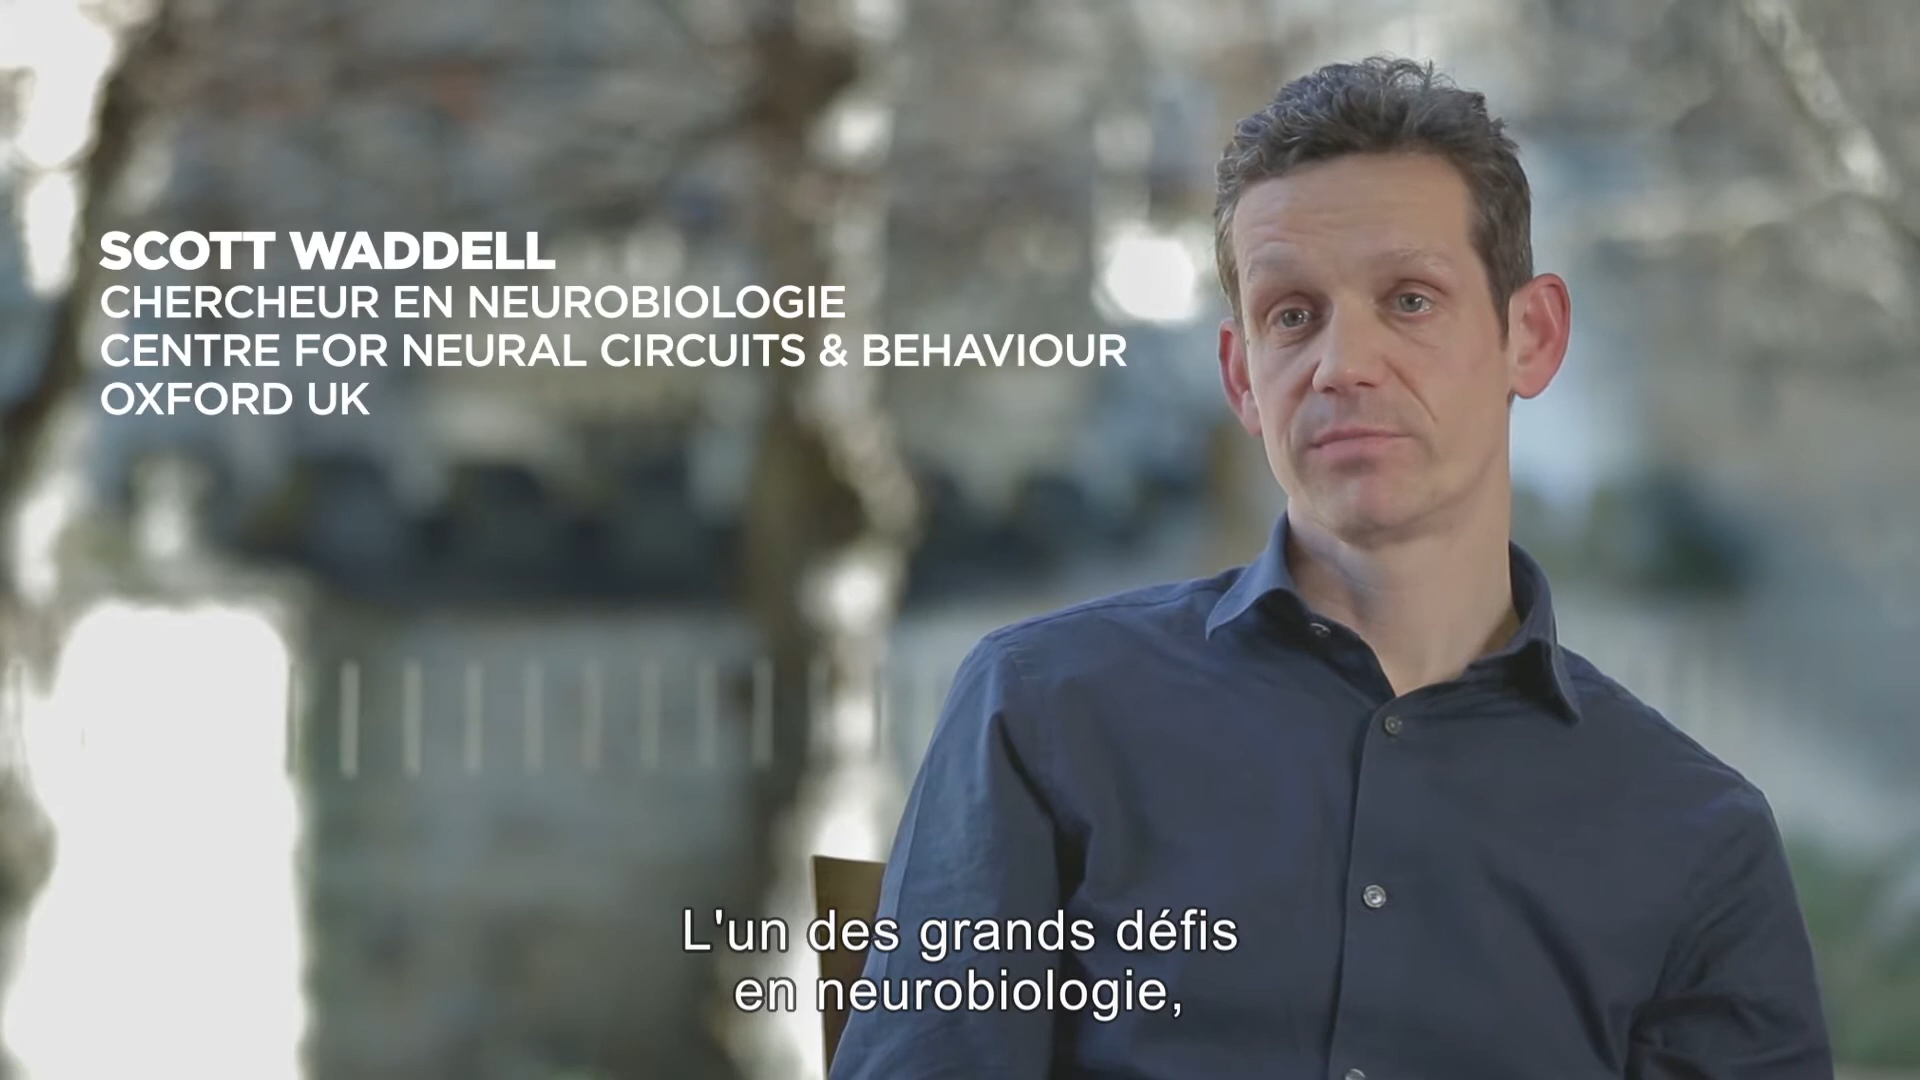 SCOTT WADDELL
CHERCHEUR EN NEUROBIOLOGIE
CENTRE FOR NEURAL CIRCUITS & BEHAVIOUR
OXFORD UK
L'un des grands défis
en neurobiologie,